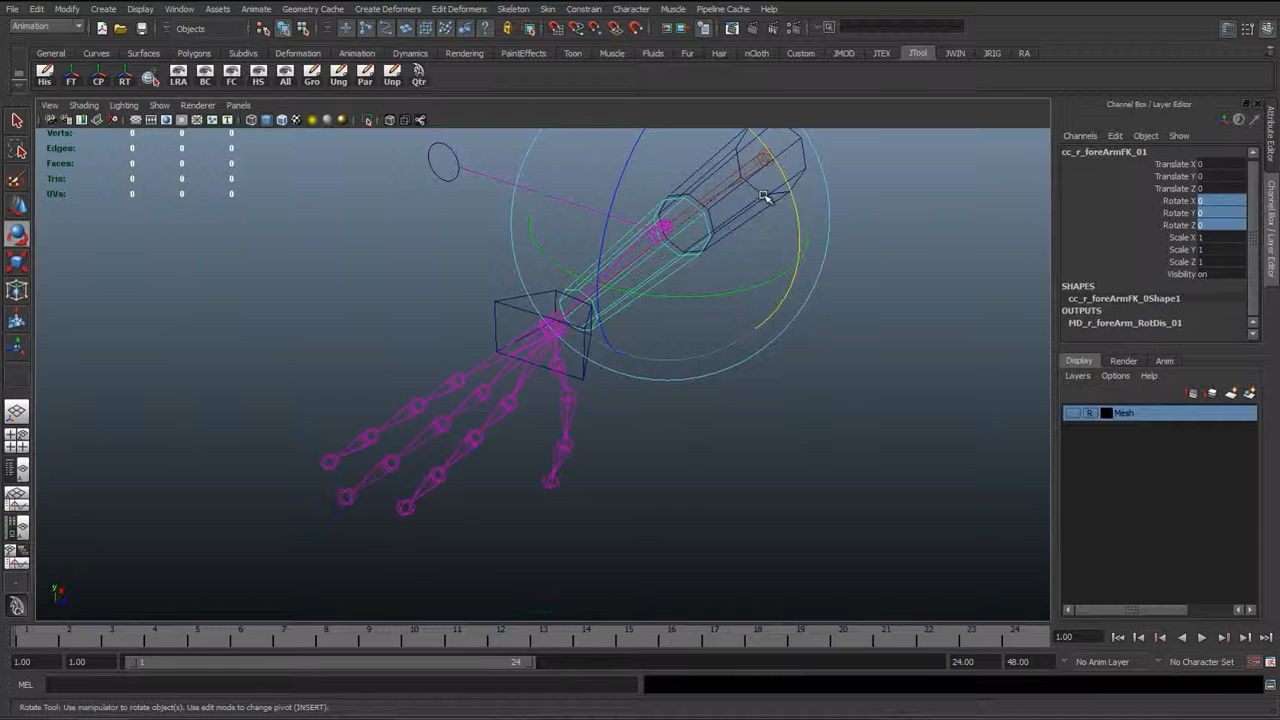 File Edit Modify Create Display Window Assets Animate Geometry Cache Create Deformers Edit Deformers Skeleton Skin Constraint Character Muscle Pipeline Cache Help
Animation Objects
General Curves Surfaces Polygons Subdivs Deformation Animation Dynamics Rendering PaintEffects Toon Muscle Fluids Fur Hair nCloth Custom JMOD JTEX JTool JWIN JRIG RA
His FT CP RT LRA BC FC HS All Gro Ung Par Unp Qtr
View Shading Lighting Show Renderer Panels
Verts: 0 0 0
Edges: 0 0 0
Faces: 0 0 0
Tris: 0 0 0
UVs: 0 0 0
Channel Box / Layer Editor
Channels Edit Object Show
cc_r_foreArmFK_01
Translate X 0
Translate Y 0
Translate Z 0
Rotate X 0
Rotate Y 0
Rotate Z 0
Scale X 1
Scale Y 1
Scale Z 1
Visibility on
SHAPES
cc_r_foreArmFK_0Shape1
OUTPUTS
MD_r_foreArm_RotDis_01
Display Render Anim
Layers Options Help
R Mesh
Attribute Editor
Channel Box / Layer Editor
y
1 2 3 4 5 6 7 8 9 10 11 12 13 14 15 16 17 18 19 20 21 22 23 24
1.00
1.00 1.00 1 24 24.00 48.00 No Anim Layer No Character Set
MEL
Rotate Tool: Use manipulator to rotate object(s). Use edit mode to change pivot (INSERT).